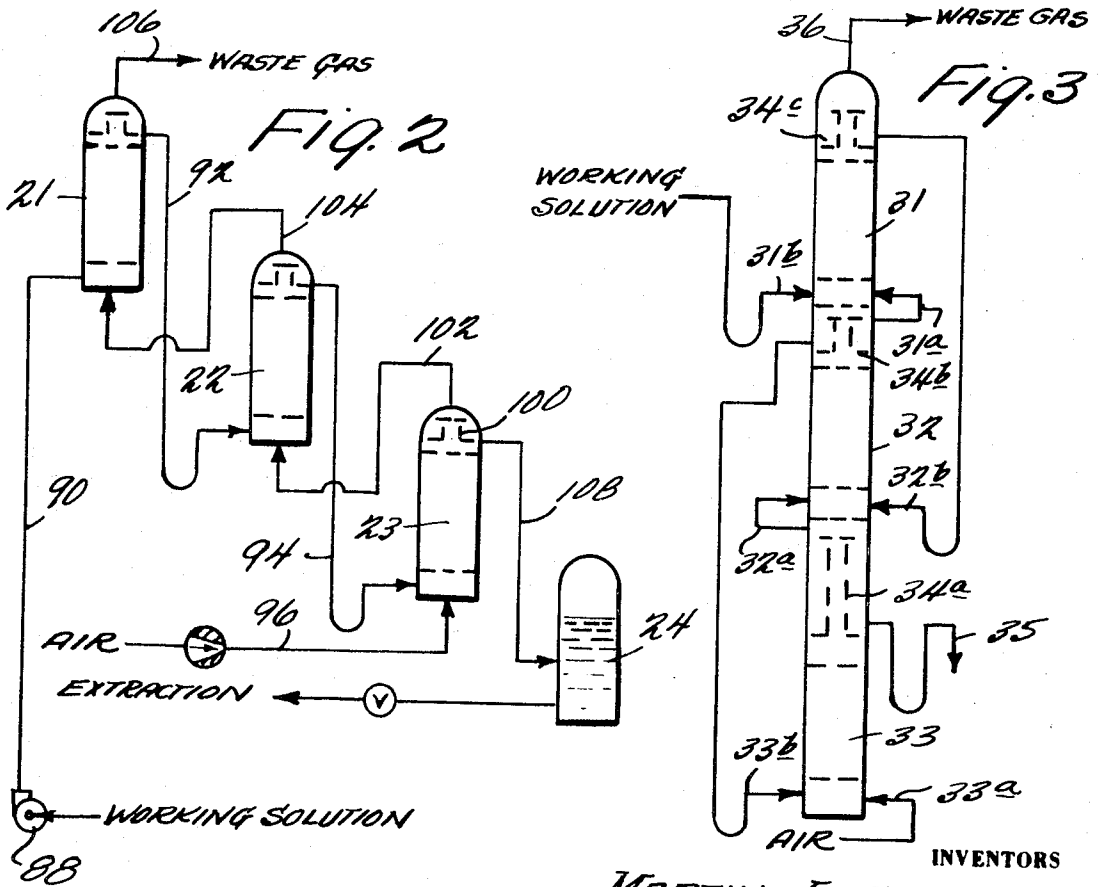 106
WASTE GAS
Fig. 2
21
92
104
22
102
100
108
23
90
94
96
24
AIR
EXTRACTION
V
WORKING SOLUTION
88
36
WASTE GAS
Fig. 3
34c
WORKING
SOLUTION
31
31b
31a
34b
32
32b
32a
34a
35
33
33b
33a
AIR
INVENTORS